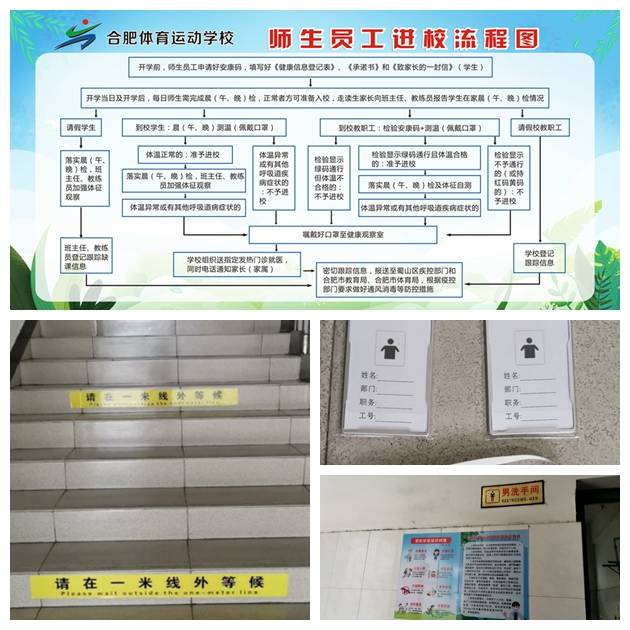 合肥体育运动学校
师生员工进校流程图
开学前，师生员工申请好安康码，填写好《健康信息登记表》、《承诺书》和《致家长的一封信》（学生）
开学当日及开学后，每日师生需完成晨（午、晚）检，正常者方可准备入校，走读生家长向班主任、教练员报告学生在家晨（午、晚）检情况
请假学生
到校学生：晨（午、晚）测温（佩戴口罩）
到校教职工：检验安康码+测温（佩戴口罩）
请假校教职工
落实晨（午、
晚）检，班
主任、教练
员加强体征
观察
体温正常的：准予进校
落实晨（午、晚）检，班主任、教练
员加强体征观察
体温异常或有其他呼吸道疾病症状的
体温异常
或有其他
呼吸道疾
病症状的
：不予进
校
检验显示
绿码通行
但体温不
合格的：
不予进校
检验显示绿码通行且体温合格
的：准予进校
落实晨（午、晚）检及体征自测
体温异常或有其他呼吸道疾病症状的
检验显示
不予通行
的（或持
红码黄码
的）：不
予进校
嘱戴好口罩至健康观察室
班主任、教练
员登记跟踪缺
课信息
学校组织送指定发热门诊就医，
同时电话通知家长（家属）
密切跟踪信息，报送至蜀山区疾控部门和
合肥市教育局、合肥市体育局，根据疫控
部门要求做好通风消毒等防控措施
学校登记
跟踪信息
请在一米线外等候
Please wait outside the one-meter line
请在一米线外等候
Please wait outside the one-meter line
姓名:
部门:
职务:
工号:
姓名:
部门:
职务:
工号:
男洗手间